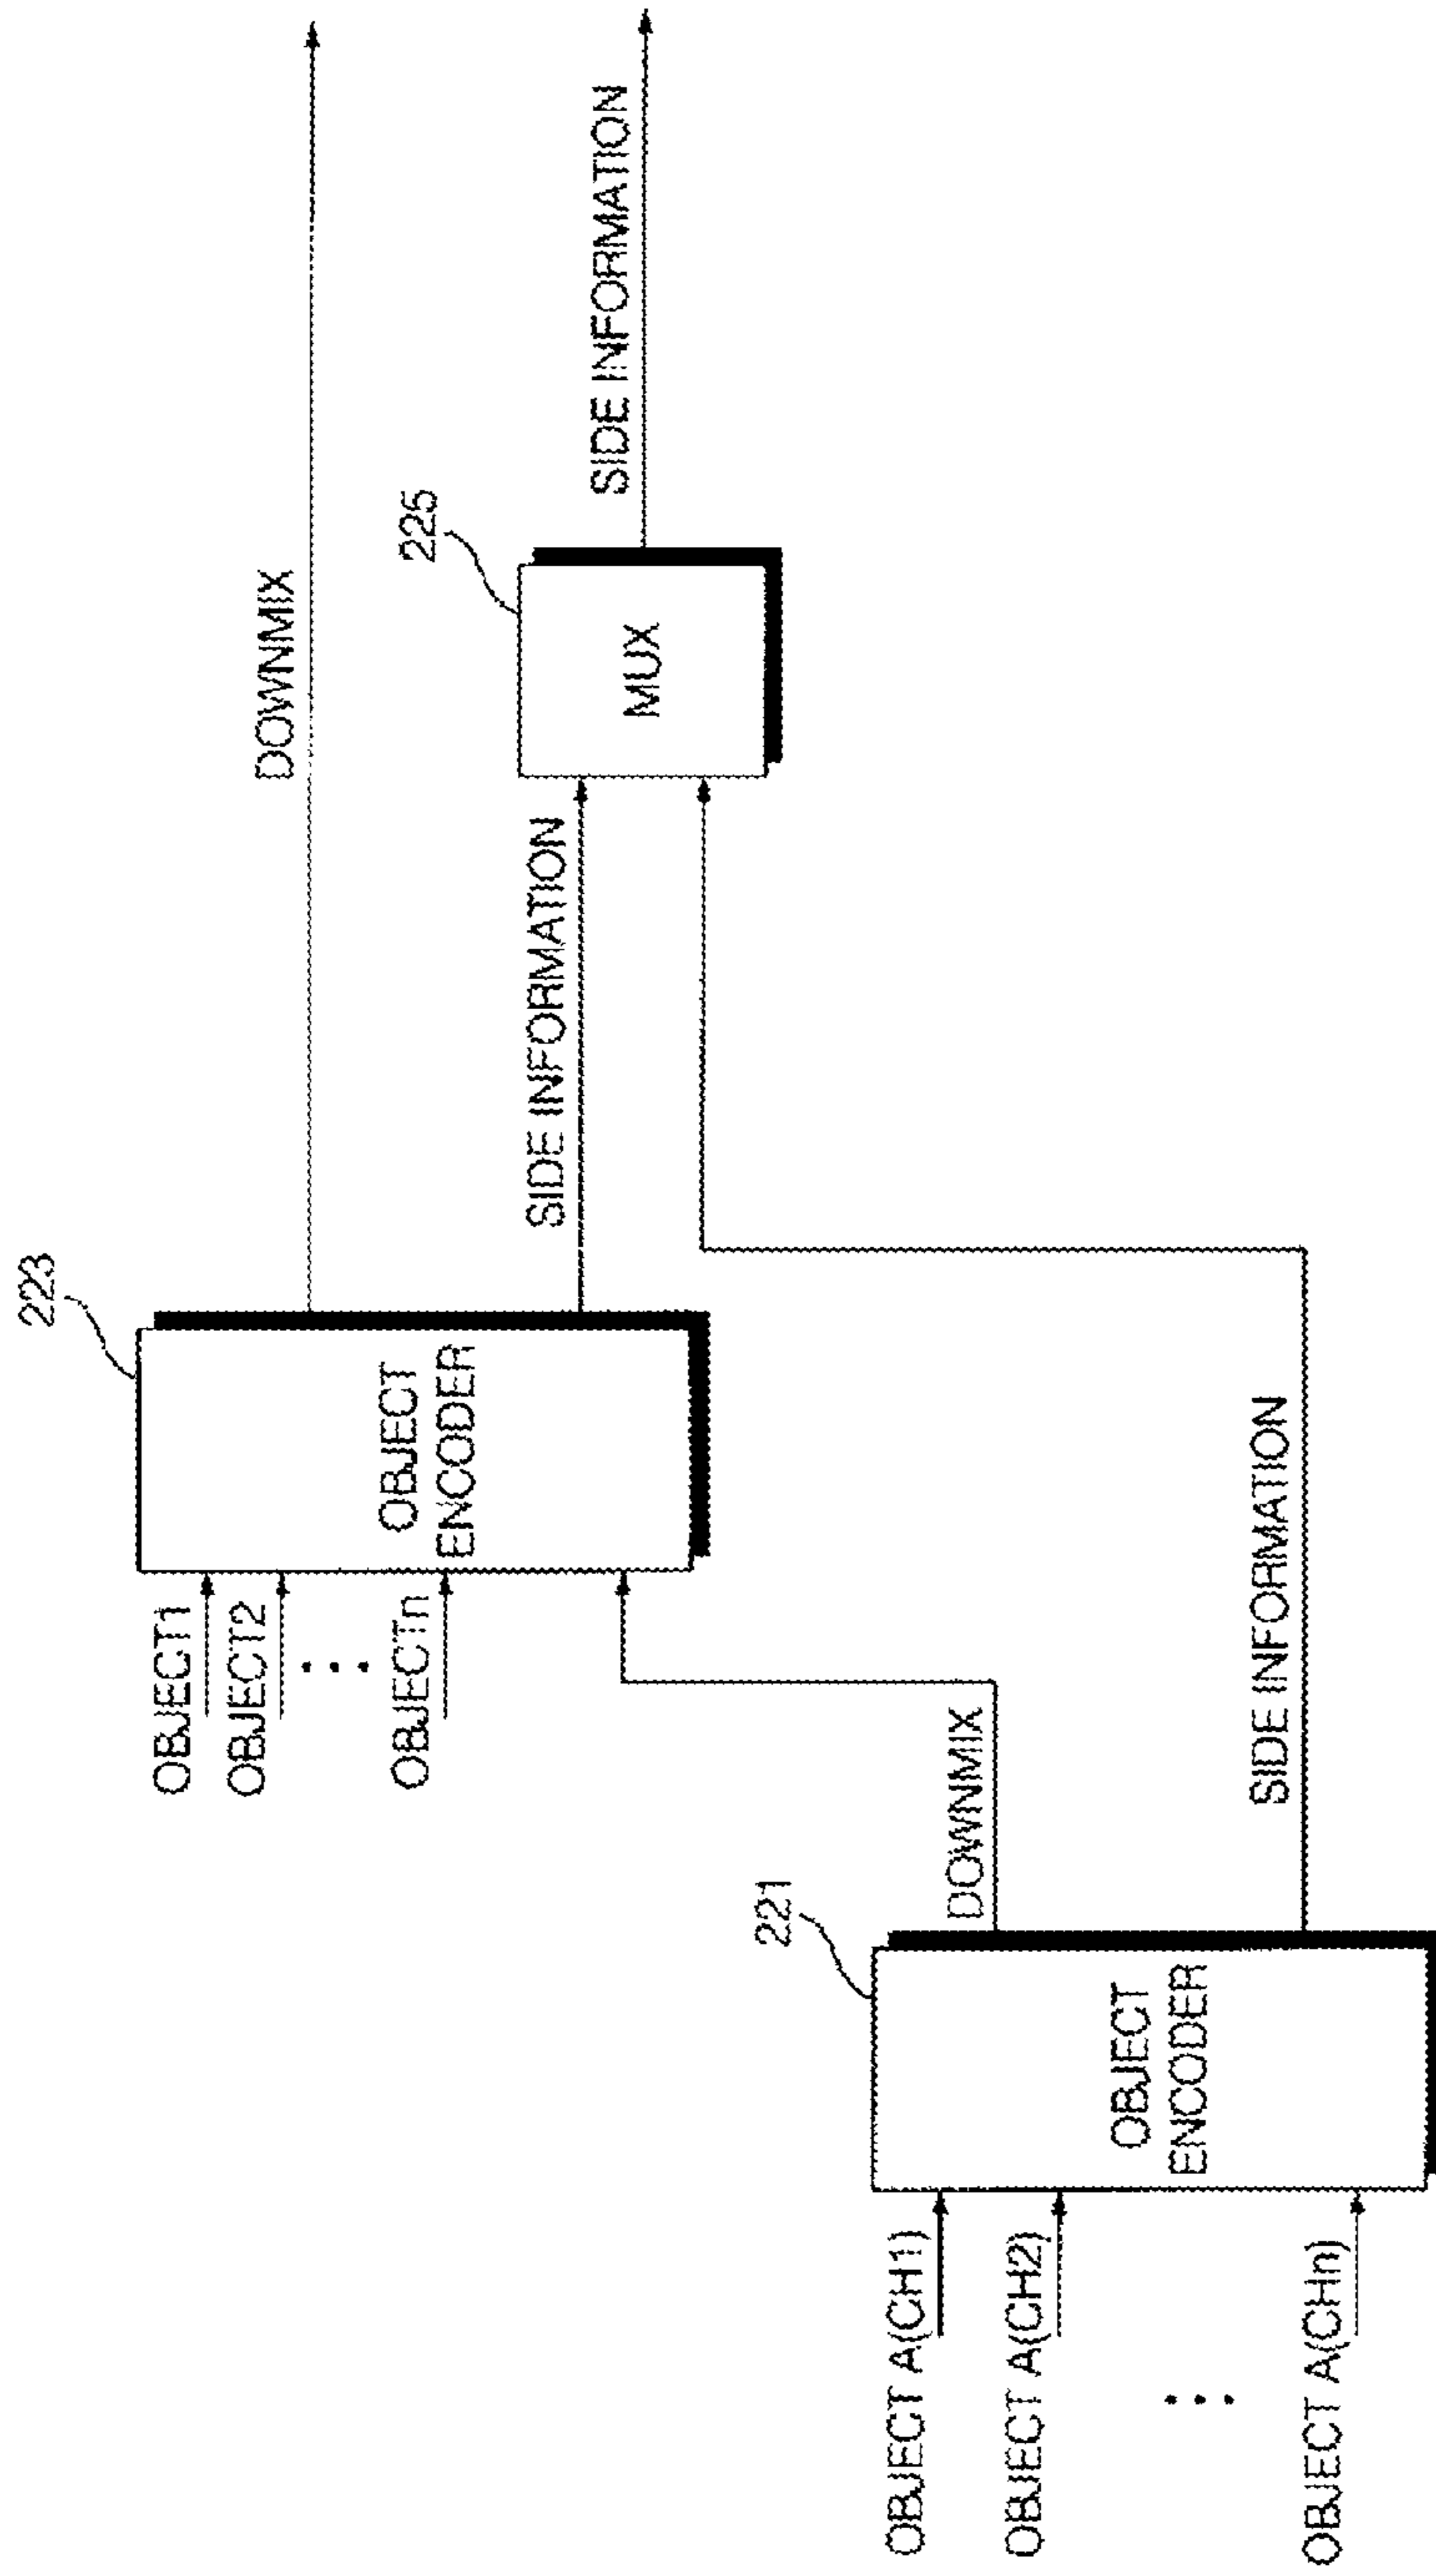 223
OBJECT1
OBJECT2
OBJECTn
OBJECT
ENCODER
DOWNMIX
SIDE INFORMATION
225
MUX
SIDE INFORMATION
221
OBJECT A(CH1)
OBJECT A(CH2)
OBJECT A(CHn)
OBJECT
ENCODER
DOWNMIX
SIDE INFORMATION